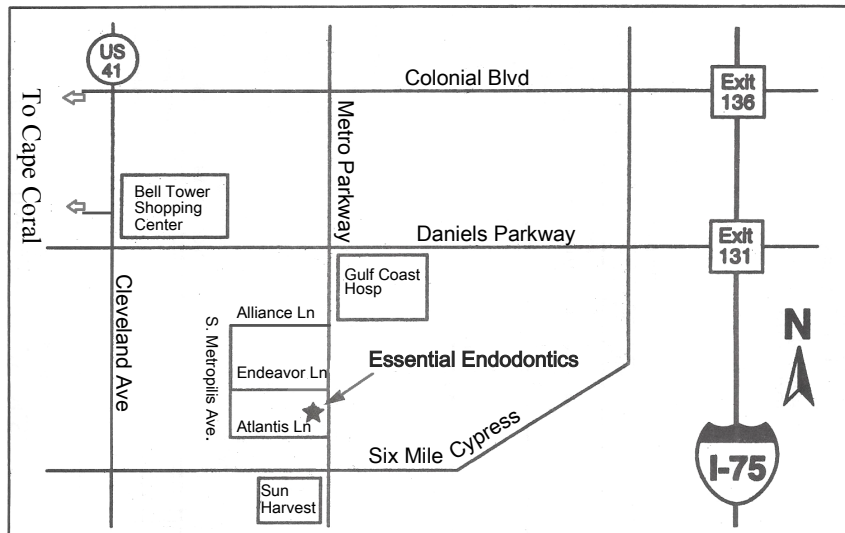 US
41
Colonial Blvd
Exit
136
To Cape Coral
Metro Parkway
Bell Tower
Shopping
Center
Daniels Parkway
Exit
131
Cleveland Ave
Gulf Coast
Hosp
Alliance Ln
S. Metropilis Ave.
Endeavor Ln
Essential Endodontics
N
Atlantis Ln
Six Mile Cypress
I-75
Sun
Harvest